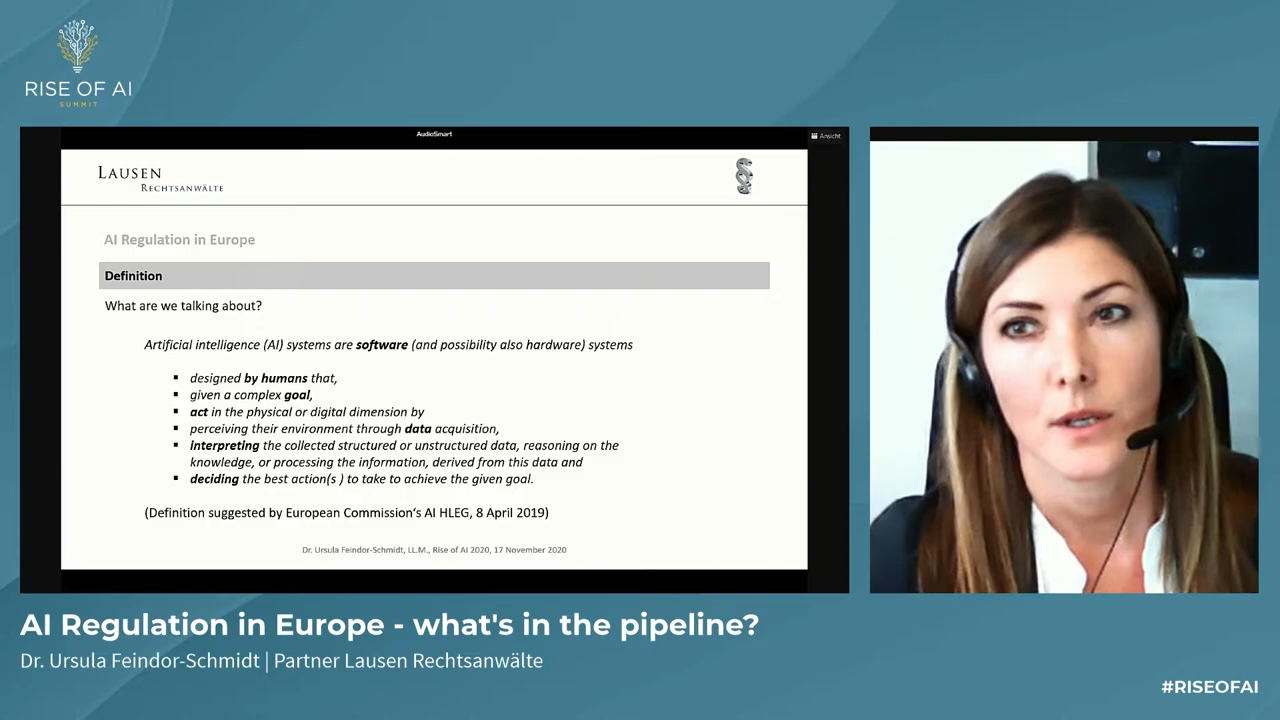 RISE OF AI
SUMMIT
AudioSmart
Ansicht
LAUSEN
RECHTSANWÄLTE
AI Regulation in Europe
Definition
What are we talking about?
Artificial intelligence (AI) systems are software (and possibility also hardware) systems
▪ designed by humans that,
▪ given a complex goal,
▪ act in the physical or digital dimension by
▪ perceiving their environment through data acquisition,
▪ interpreting the collected structured or unstructured data, reasoning on the
knowledge, or processing the information, derived from this data and
▪ deciding the best action(s ) to take to achieve the given goal.
(Definition suggested by European Commission‘s AI HLEG, 8 April 2019)
Dr. Ursula Feindor-Schmidt, LL.M., Rise of AI 2020, 17 November 2020
AI Regulation in Europe - what's in the pipeline?
Dr. Ursula Feindor-Schmidt | Partner Lausen Rechtsanwälte
#RISEOFAI